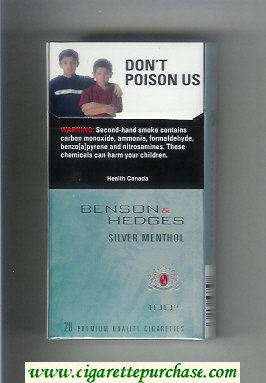 DON'T
POISON US
WARNING: Second-hand smoke contains
carbon monoxide, ammonia, formaldehyde,
benzo[a]pyrene and nitrosamines. These
chemicals can harm your children.
Health Canada
BENSON &
HEDGES
SILVER MENTHOL
100'S
20 PREMIUM QUALITY CIGARETTES
www.cigarettepurchase.com